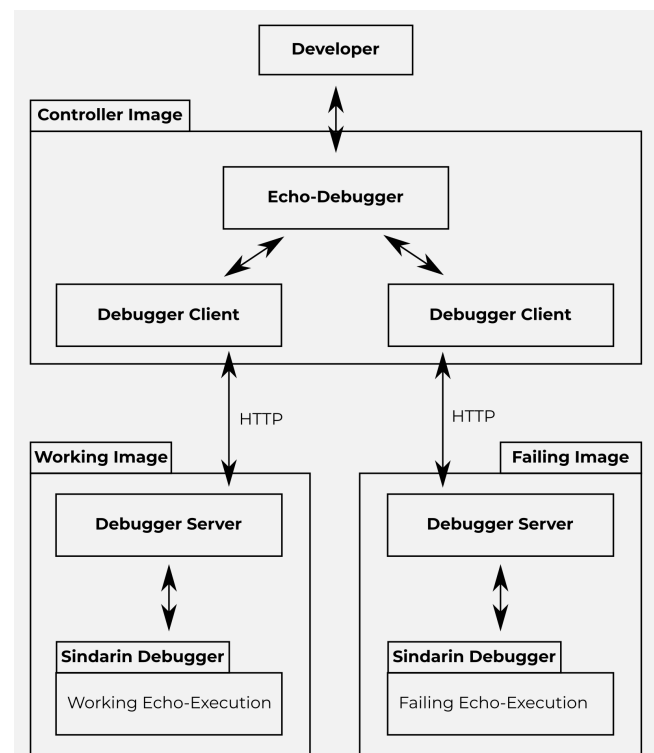 Developer
Controller Image
Echo-Debugger
Debugger Client
Debugger Client
HTTP
HTTP
Working Image
Failing Image
Debugger Server
Debugger Server
Sindarin Debugger
Sindarin Debugger
Working Echo-Execution
Failing Echo-Execution